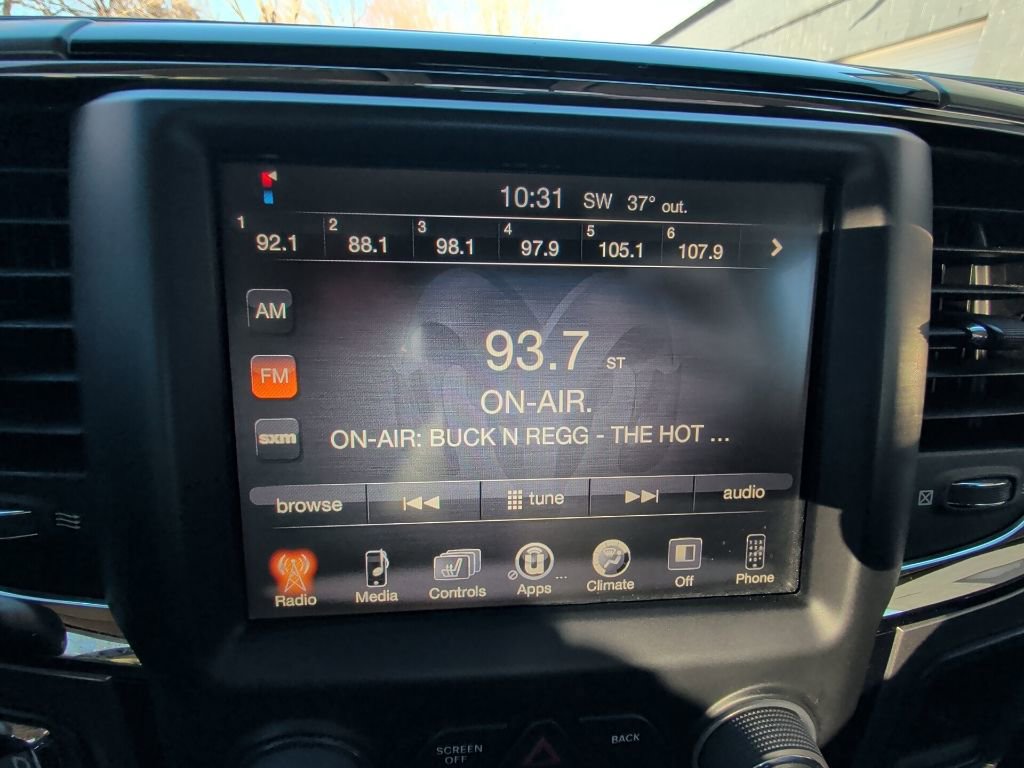 10:31 SW 37° out.
1 92.1 2 88.1 3 98.1 4 97.9 5 105.1 6 107.9
AM
93.7 ST
FM
ON-AIR.
sxm
ON-AIR: BUCK N REGG - THE HOT ...
browse tune audio
Radio Media Controls Apps ... Climate Off Phone
SCREEN OFF BACK